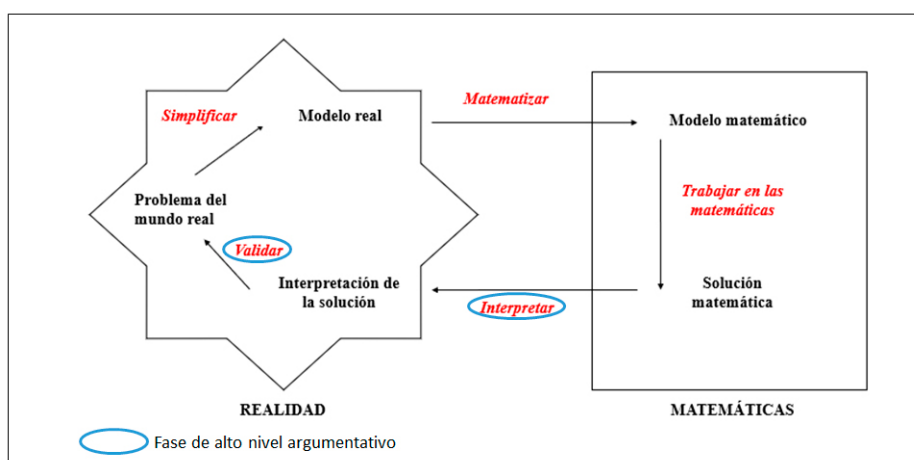 Simplificar
Modelo real
Matematizar
Modelo matemático
Problema del
mundo real
Trabajar en las
matemáticas
Validar
Interpretación de
la solución
Interpretar
Solución
matemática
REALIDAD
MATEMÁTICAS
Fase de alto nivel argumentativo